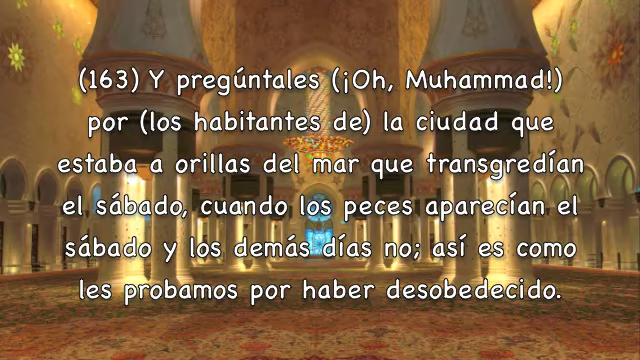 (163) Y pregúntales (¡Oh, Muhammad!)
por (los habitantes de) la ciudad que
estaba a orillas del mar que transgredían
el sábado, cuando los peces aparecían el
sábado y los demás días no; así es como
les probamos por haber desobedecido.